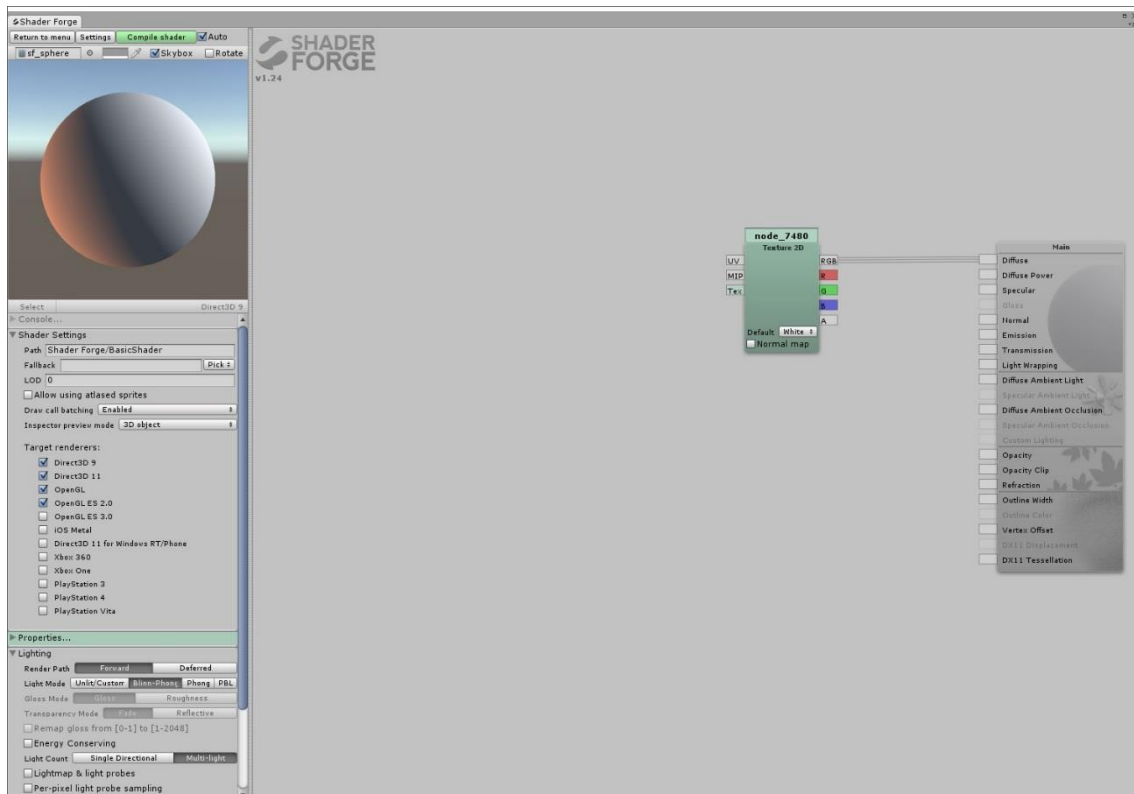 Shader Forge
Return to menu Settings Compile shader Auto
sf_sphere Skybox Rotate
SHADER
FORGE
v1.24
Select Direct3D 9
Console...
Shader Settings
Path Shader Forge/BasicShader
Fallback Pick
LOD 0
Allow using atlased sprites
Draw call batching Enabled
Inspector preview mode 3D object
Target renderers:
Direct3D 9
Direct3D 11
OpenGL
OpenGL ES 2.0
OpenGL ES 3.0
iOS Metal
Direct3D 11 for Windows RT/Phone
Xbox 360
Xbox One
PlayStation 3
PlayStation 4
PlayStation Vita
Properties...
Lighting
Render Path Forward Deferred
Light Mode Unlit/Custom Blinn-Phong Phong PBL
Gloss Mode Gloss Roughness
Transparency Mode Fade Reflective
Remap gloss from [0-1] to [1-2048]
Energy Conserving
Light Count Single Directional Multi-light
Lightmap & light probes
Per-pixel light probe sampling
node_7480
Texture 2D
UV RGB
MIP R
Tex G
B
A
Default White
Normal map
Main
Diffuse
Diffuse Power
Specular
Gloss
Normal
Emission
Transmission
Light Wrapping
Diffuse Ambient Light
Specular Ambient Light
Diffuse Ambient Occlusion
Specular Ambient Occlusion
Custom Lighting
Opacity
Opacity Clip
Refraction
Outline Width
Outline Color
Vertex Offset
DX11 Displacement
DX11 Tessellation